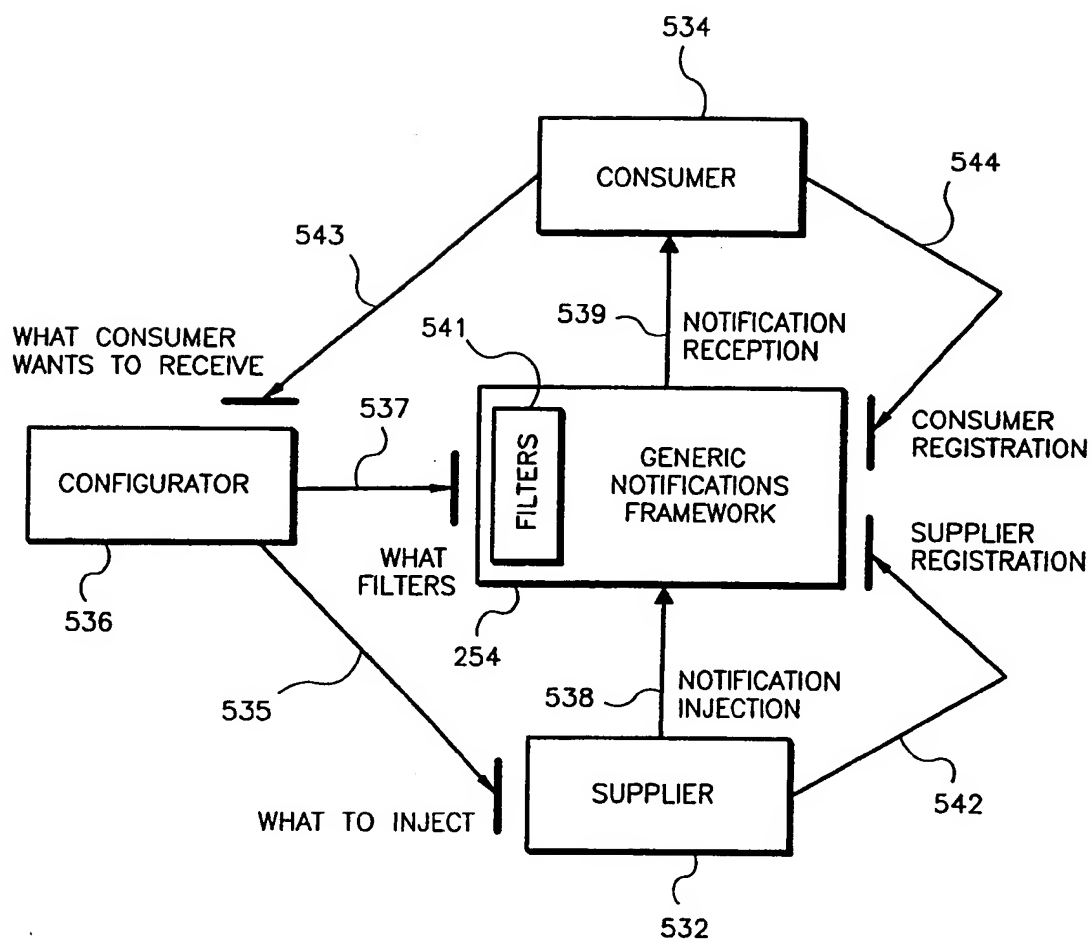 534
CONSUMER
544
543
539
NOTIFICATION
RECEPTION
541
WHAT CONSUMER
WANTS TO RECEIVE
537
CONSUMER
REGISTRATION
CONFIGURATOR
FILTERS
GENERIC
NOTIFICATIONS
FRAMEWORK
SUPPLIER
REGISTRATION
WHAT
FILTERS
536
254
535
538
NOTIFICATION
INJECTION
SUPPLIER
542
WHAT TO INJECT
532